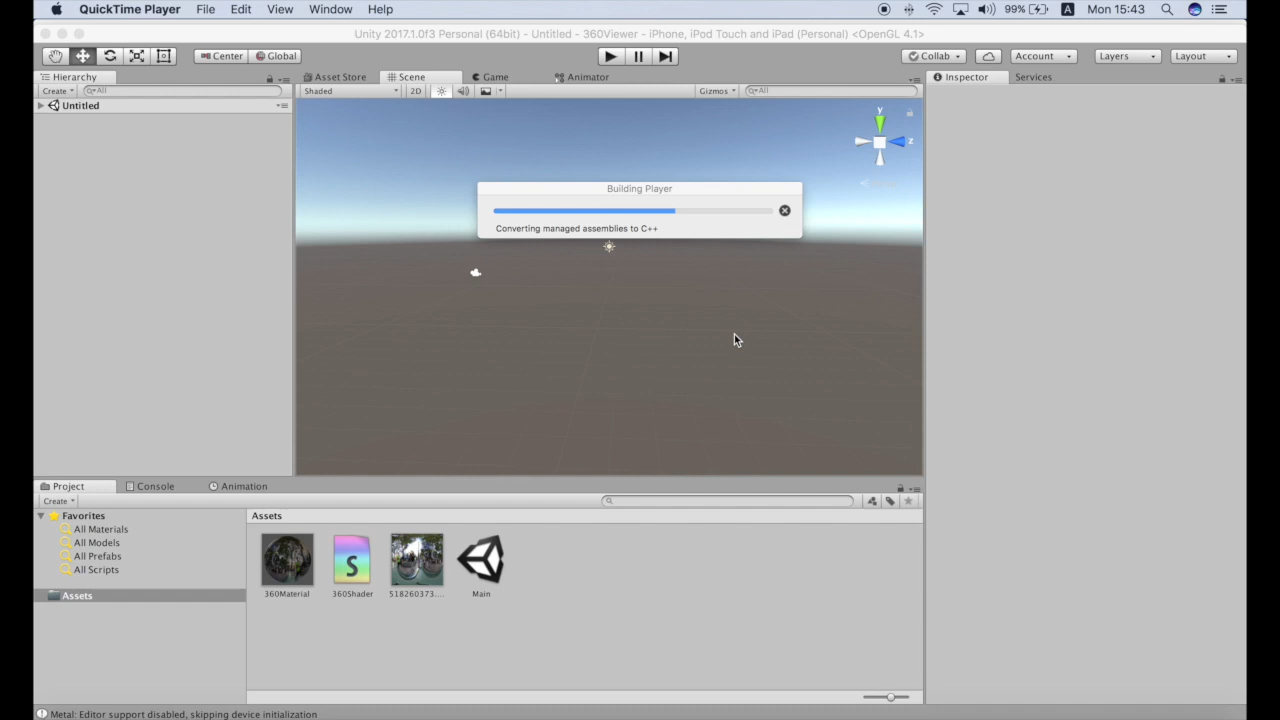 QuickTime Player File Edit View Window Help 99% A Mon 15:43
Unity 2017.1.0f3 Personal (64bit) - Untitled - 360Viewer - iPhone, iPod Touch and iPad (Personal) <OpenGL 4.1>
Center Global Collab Account Layers Layout
Hierarchy Asset Store Scene Game Animator Inspector Services
Create All Shaded 2D Gizmos All
Untitled
y
z
Building Player
Converting managed assemblies to C++
Project Console Animation
Create
Favorites Assets
All Materials
All Models
All Prefabs
All Scripts
S
360Material 360Shader 518260373... Main
Assets
Metal: Editor support disabled, skipping device initialization